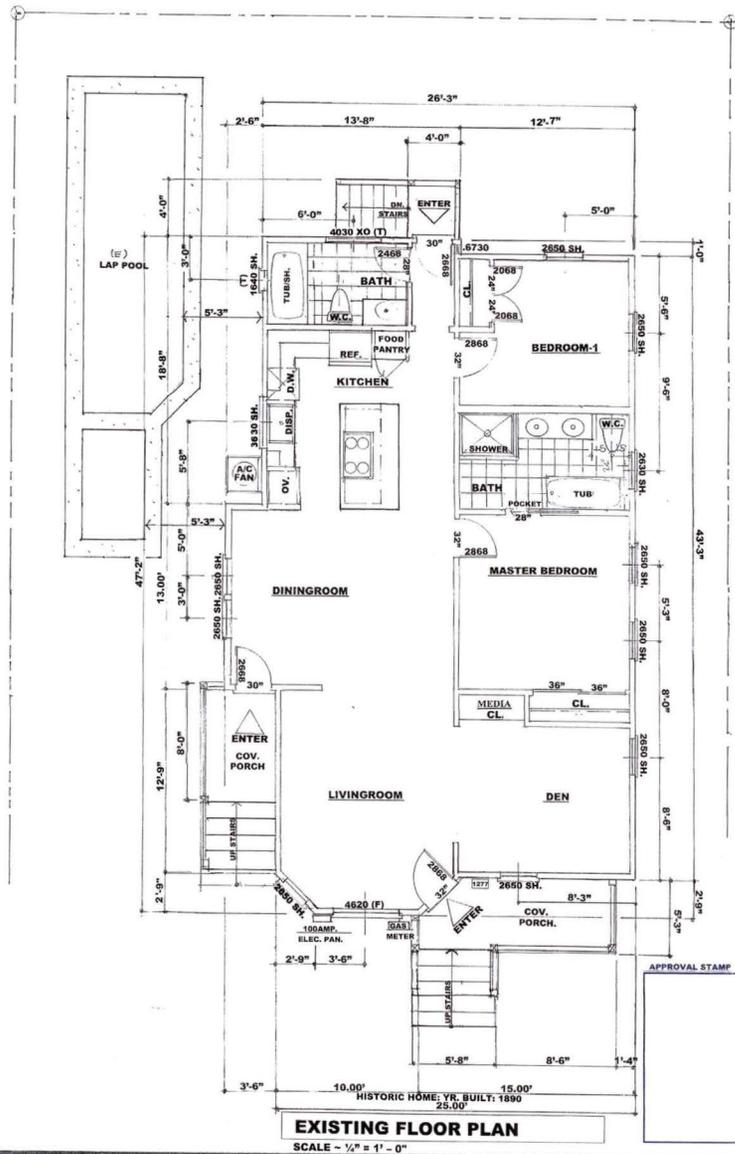 26'-3"
2'-6" 13'-8" 12'-7"
4'-0"
4'-0"
6'-0"
DN. STAIRS
ENTER
5'-0"
4030 XO (T)
30"
.6730
2650 SH.
1'-0"
(E)
LAP POOL
3'-0"
(T)
1640 SH.
TUB/SH.
BATH
2468
28"
2668
CL.
2068
24"
24"
2068
5'-6"
W.C.
5'-3"
2650 SH.
BEDROOM-1
FOOD
PANTRY
REF.
2868
32"
KITCHEN
D.W.
18'-8"
9'-6"
3630 SH.
DISP.
SHOWER
W.C.
5'-8"
A/C
FAN
OV.
BATH
TUB
2630 SH.
POCKET
28"
5'-3"
5'-0"
32"
2868
43'-3"
47'-2"
13.00'
2650 SH.
2650 SH.
3'-0"
DININGROOM
MASTER BEDROOM
2650 SH.
5'-3"
2650 SH.
2668
30"
36" 36"
MEDIA
CL.
CL.
8'-0"
8'-0"
ENTER
COV.
PORCH
12'-9"
2650 SH.
LIVINGROOM
DEN
UP STAIRS
8'-6"
2868
32"
2'-9"
2650 SH.
1277
2650 SH.
8'-3"
2'-9"
5'-3"
4620 (F)
100AMP.
ELEC. PAN.
GAS
METER
ENTER
COV.
PORCH.
2'-9" 3'-6"
UP STAIRS
APPROVAL STAMP
5'-8" 8'-6" 1'-4"
3'-6" 10.00' 15.00'
HISTORIC HOME; YR. BUILT: 1890
25.00'
EXISTING FLOOR PLAN
SCALE ~ ¼" = 1' - 0"